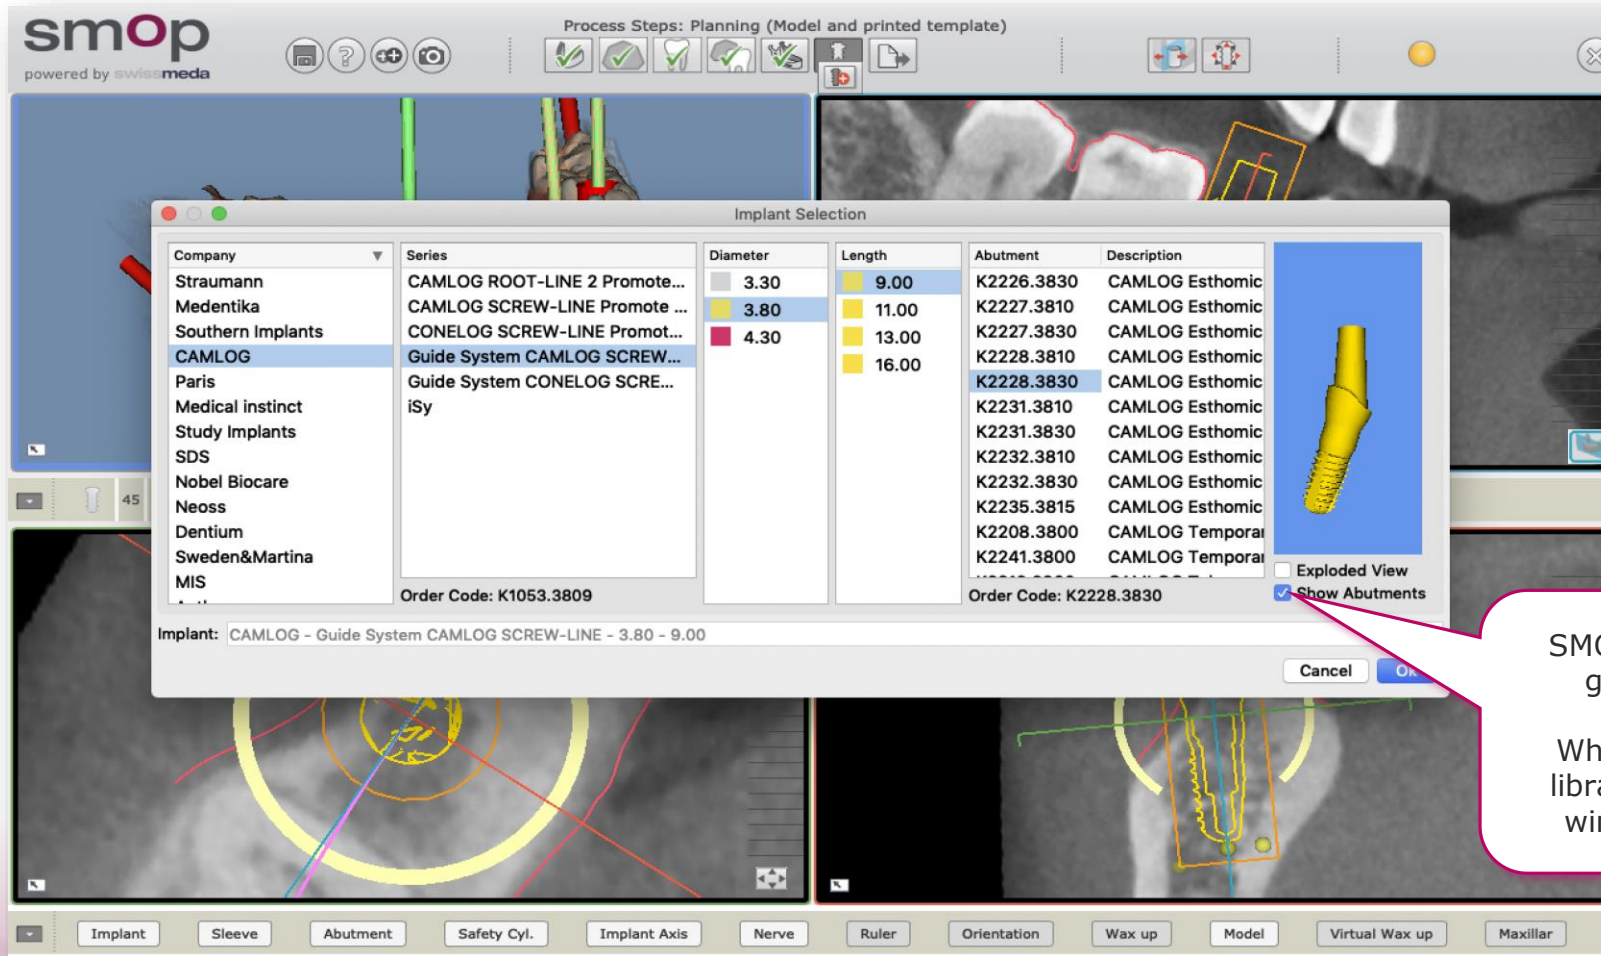 smop
powered by swissmeda
Process Steps: Planning (Model and printed template)
Implant Selection
Company
Series
Diameter
Length
Abutment
Description
Straumann
Medentika
Southern Implants
CAMLOG
Paris
Medical instinct
Study Implants
SDS
Nobel Biocare
Neoss
Dentium
Sweden&Martina
MIS
CAMLOG ROOT-LINE 2 Promote...
CAMLOG SCREW-LINE Promote ...
CONELOG SCREW-LINE Promot...
Guide System CAMLOG SCREW...
Guide System CONELOG SCRE...
iSy
Order Code: K1053.3809
3.30
3.80
4.30
9.00
11.00
13.00
16.00
K2226.3830 CAMLOG Esthomic
K2227.3810 CAMLOG Esthomic
K2227.3830 CAMLOG Esthomic
K2228.3810 CAMLOG Esthomic
K2228.3830 CAMLOG Esthomic
K2231.3810 CAMLOG Esthomic
K2231.3830 CAMLOG Esthomic
K2232.3810 CAMLOG Esthomic
K2232.3830 CAMLOG Esthomic
K2235.3815 CAMLOG Esthomic
K2208.3800 CAMLOG Temporar
K2241.3800 CAMLOG Temporar
Order Code: K2228.3830
Exploded View
Show Abutments
45
Implant: CAMLOG - Guide System CAMLOG SCREW-LINE - 3.80 - 9.00
Cancel
Ok
SMO
g
Wh
libra
wi
Implant
Sleeve
Abutment
Safety Cyl.
Implant Axis
Nerve
Ruler
Orientation
Wax up
Model
Virtual Wax up
Maxillar